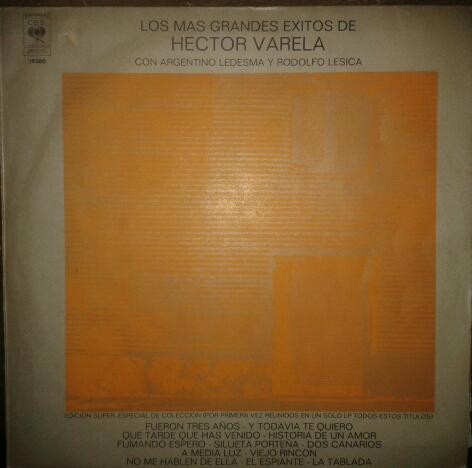 CBS
19380
LOS MAS GRANDES EXITOS DE
HECTOR VARELA
CON ARGENTINO LEDESMA Y RODOLFO LESICA
EDICION SUPER-ESPECIAL DE COLECCION (POR PRIMERA VEZ REUNIDOS EN UN SOLO LP TODOS ESTOS TITULOS)
FUERON TRES AÑOS - Y TODAVIA TE QUIERO
QUE TARDE QUE HAS VENIDO - HISTORIA DE UN AMOR
FUMANDO ESPERO - SILUETA PORTEÑA - DOS CANARIOS
A MEDIA LUZ - VIEJO RINCON
NO ME HABLEN DE ELLA - EL ESPIANTE - LA TABLADA